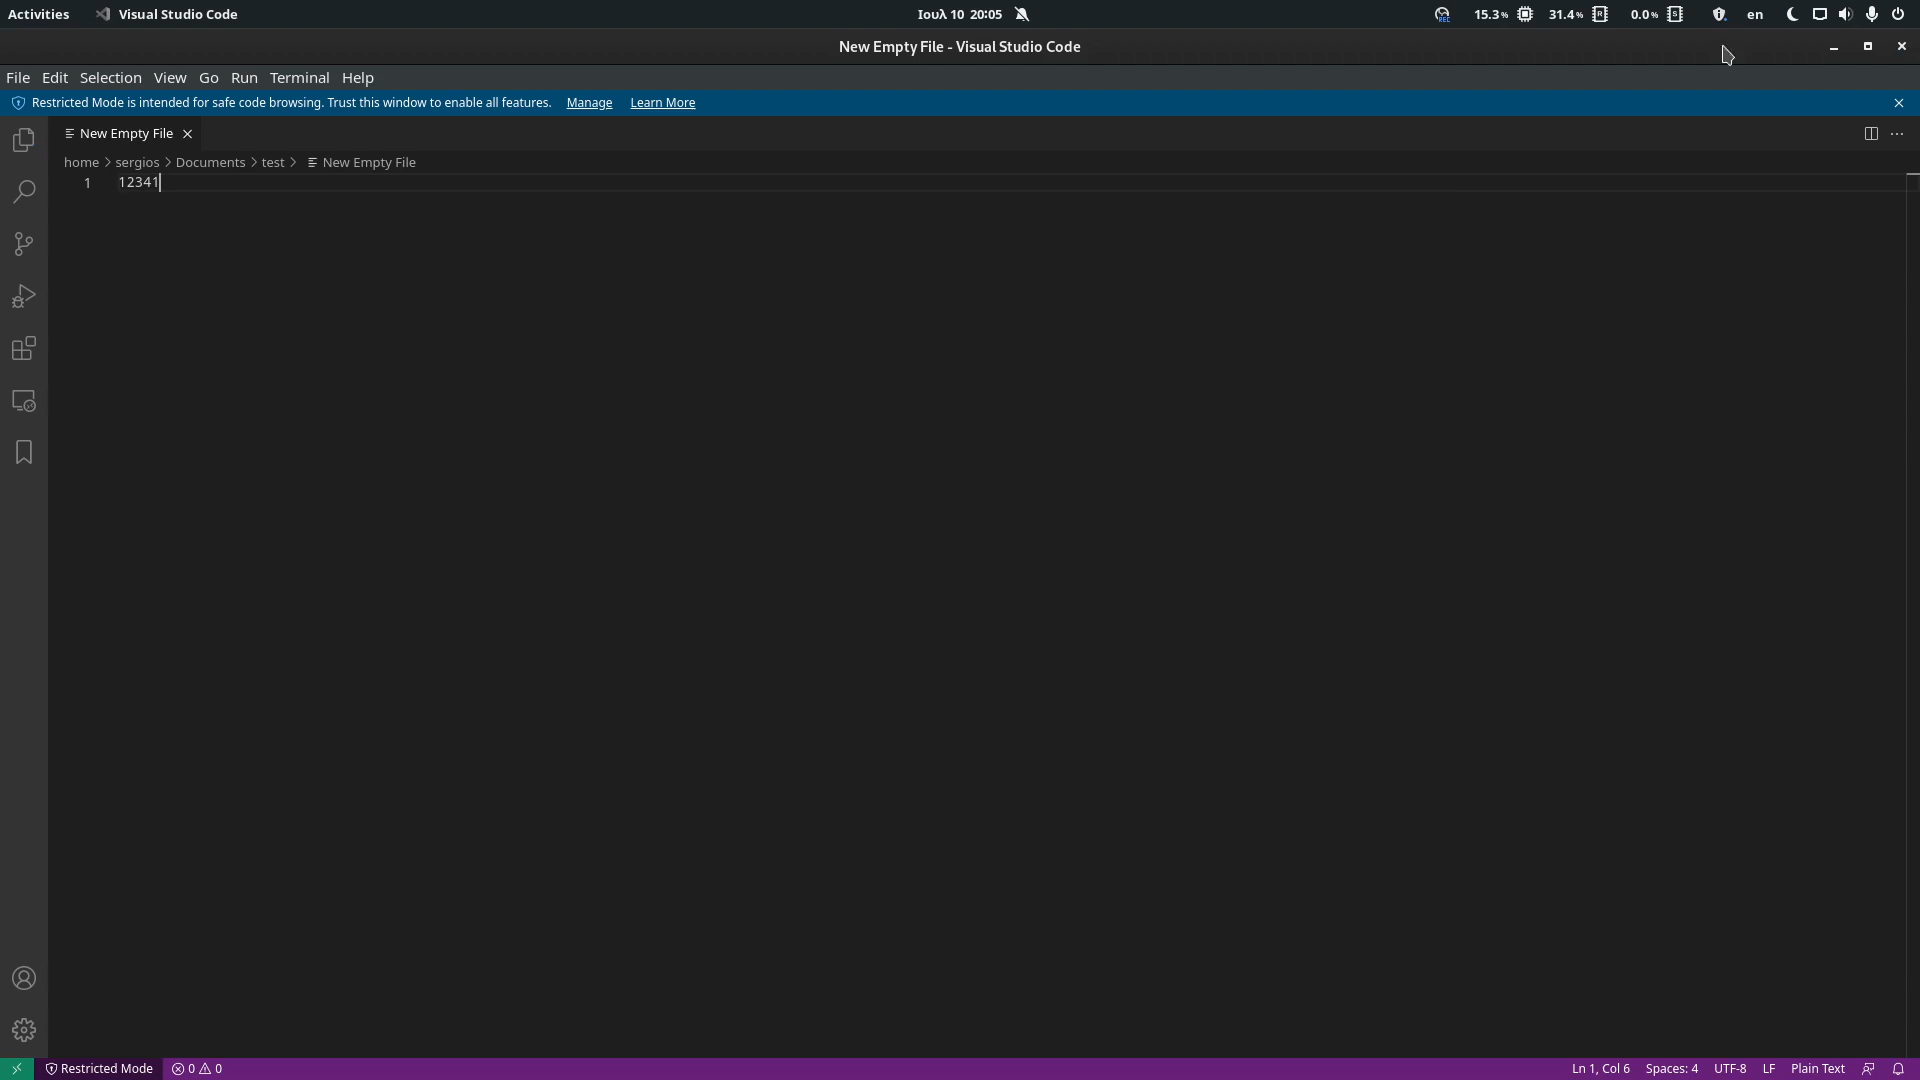 Activities Visual Studio Code Ιουλ 10 20:05 REC 15.3% 31.4% R 0.0% S en
New Empty File - Visual Studio Code
File Edit Selection View Go Run Terminal Help
Restricted Mode is intended for safe code browsing. Trust this window to enable all features. Manage Learn More
New Empty File
home > sergios > Documents > test > New Empty File
1 12341
Restricted Mode 0 0 Ln 1, Col 6 Spaces: 4 UTF-8 LF Plain Text